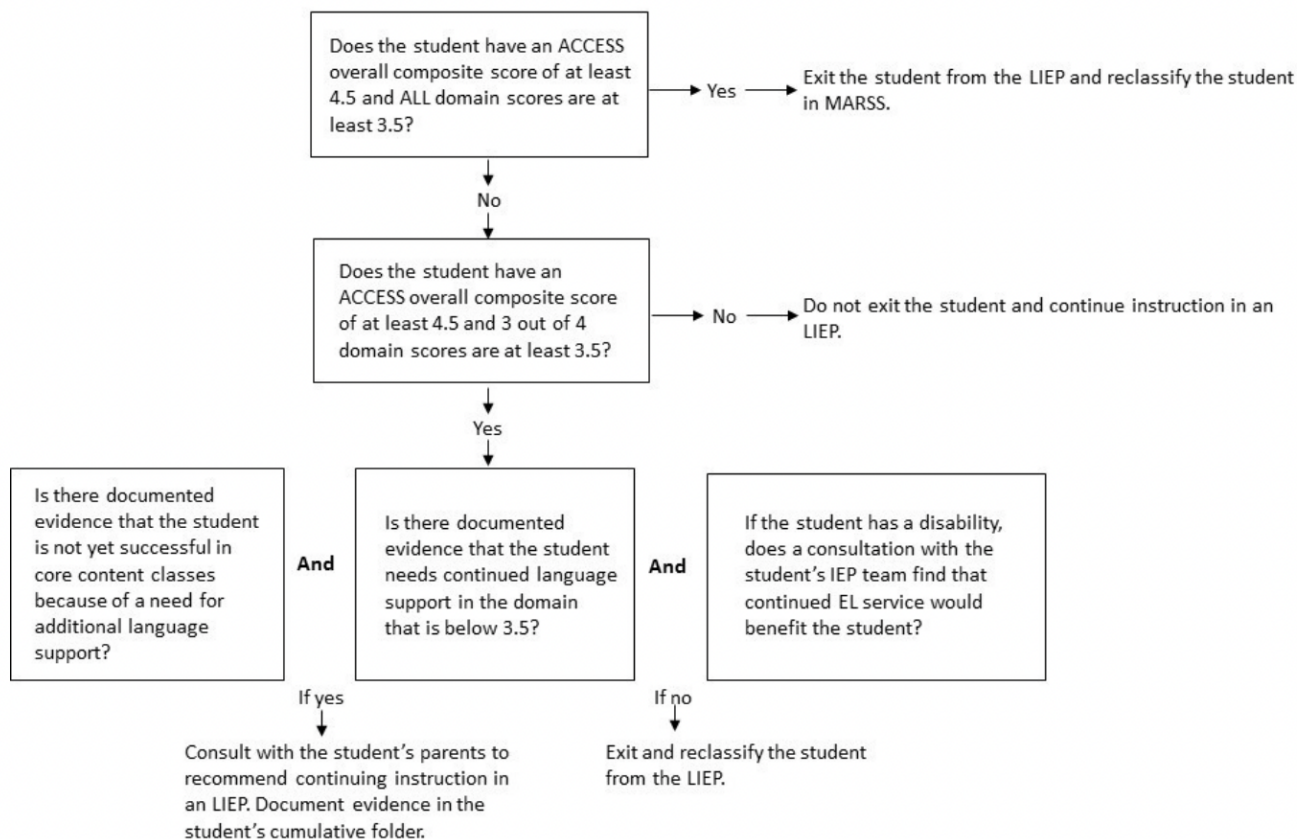 Does the student have an ACCESS
overall composite score of at least
4.5 and ALL domain scores are at
least 3.5?
Yes
Exit the student from the LIEP and reclassify the student
in MARSS.
No
Does the student have an
ACCESS overall composite score
of at least 4.5 and 3 out of 4
domain scores are at least 3.5?
No
Do not exit the student and continue instruction in an
LIEP.
Yes
Is there documented
evidence that the student
is not yet successful in
core content classes
because of a need for
additional language
support?
And
Is there documented
evidence that the student
needs continued language
support in the domain
that is below 3.5?
And
If the student has a disability,
does a consultation with the
student’s IEP team find that
continued EL service would
benefit the student?
If yes
Consult with the student’s parents to
recommend continuing instruction in
an LIEP. Document evidence in the
student’s cumulative folder.
If no
Exit and reclassify the student
from the LIEP.